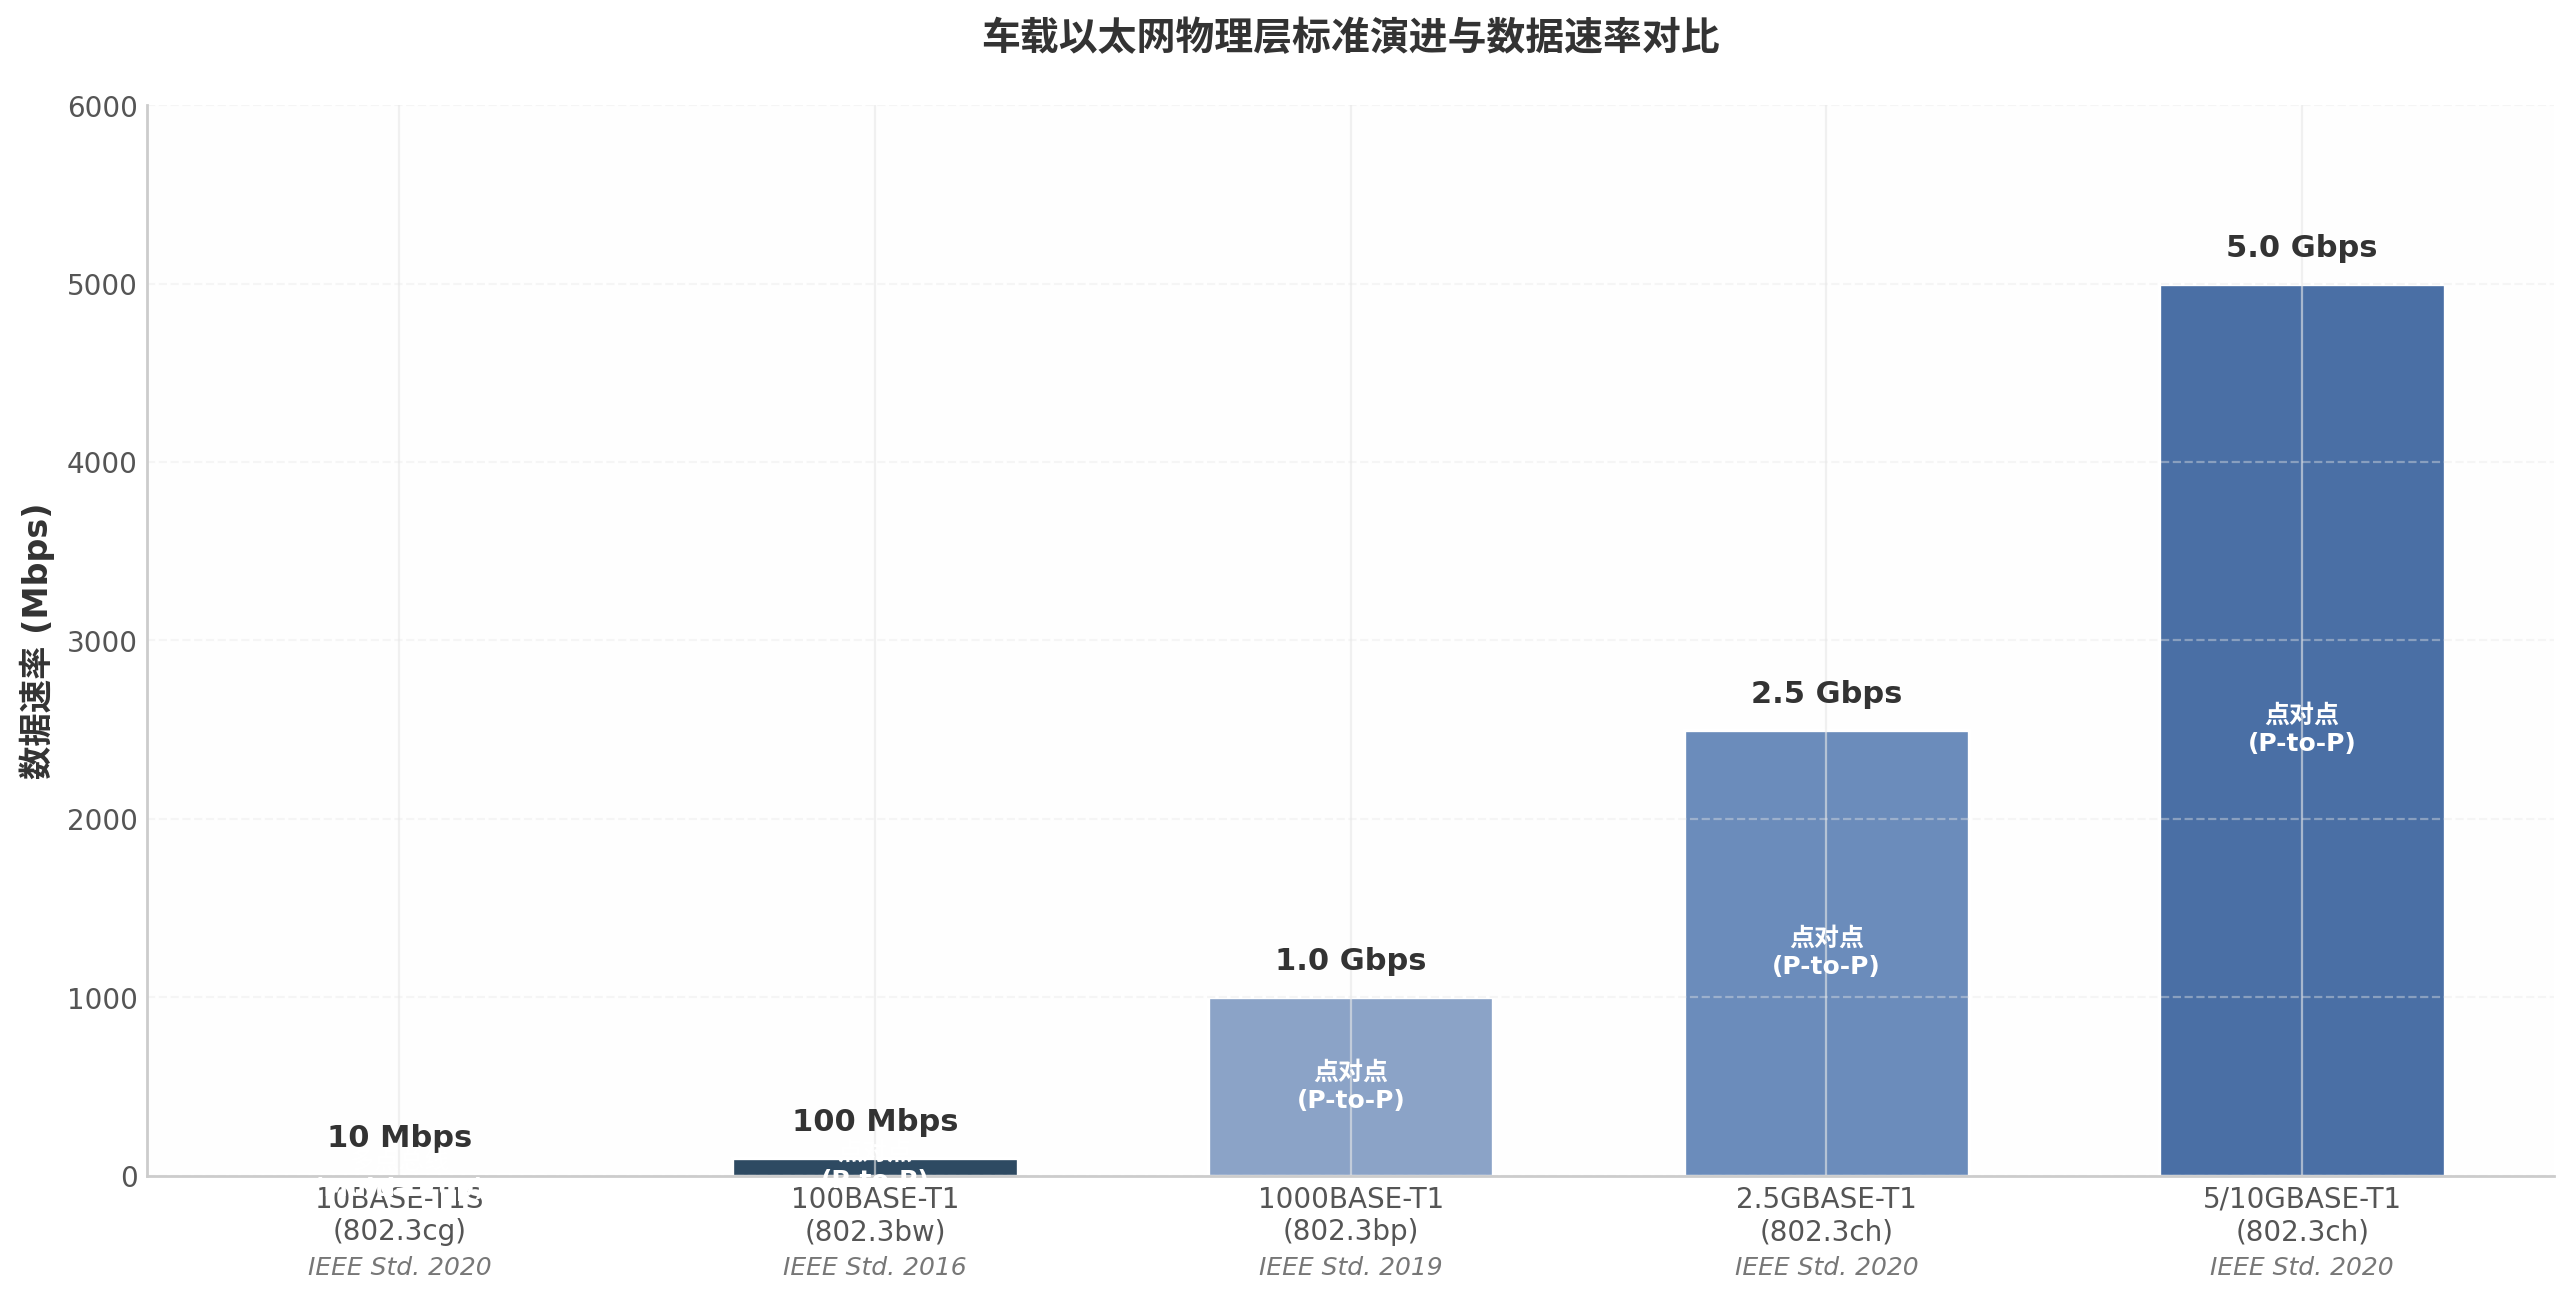 车载以太网物理层标准演进与数据速率对比
数据速率 (Mbps)
6000
5000
4000
3000
2000
1000
0
10 Mbps
100 Mbps
1.0 Gbps
2.5 Gbps
5.0 Gbps
(P-to-P)
点对点
(P-to-P)
点对点
(P-to-P)
点对点
(P-to-P)
10BASE-T1S
(802.3cg)
IEEE Std. 2020
100BASE-T1
(802.3bw)
IEEE Std. 2016
1000BASE-T1
(802.3bp)
IEEE Std. 2019
2.5GBASE-T1
(802.3ch)
IEEE Std. 2020
5/10GBASE-T1
(802.3ch)
IEEE Std. 2020